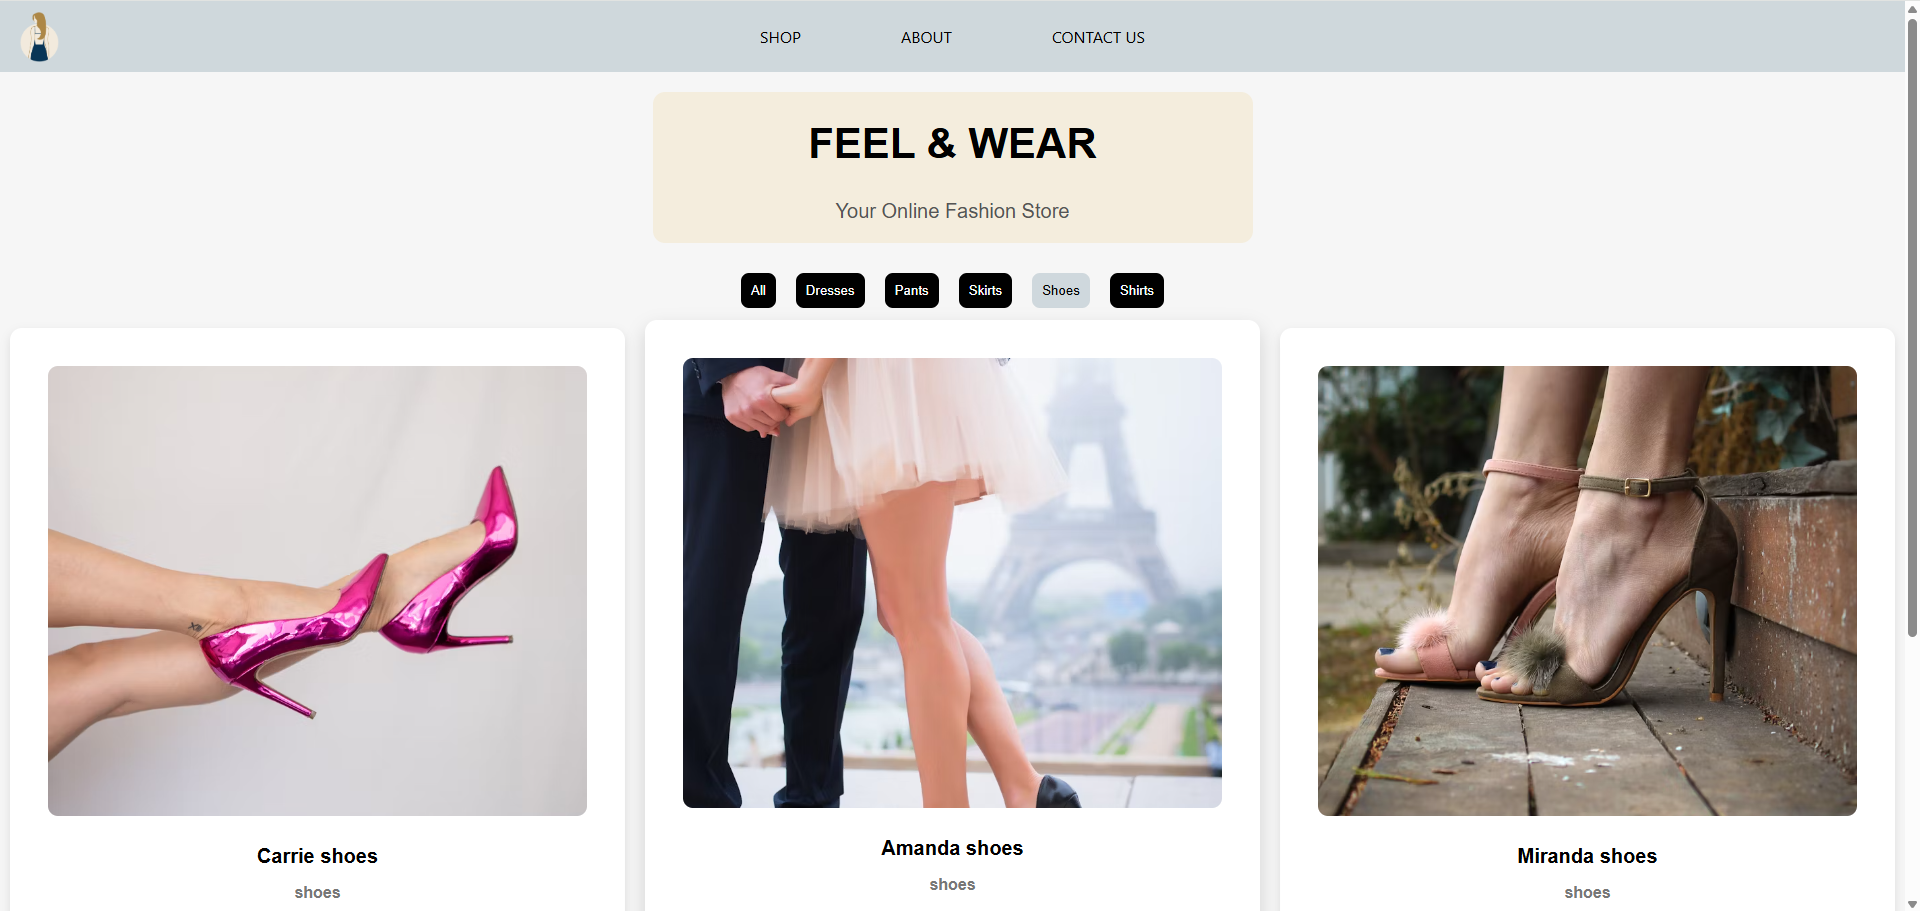 SHOP ABOUT CONTACT US
FEEL & WEAR
Your Online Fashion Store
All Dresses Pants Skirts Shoes Shirts
Carrie shoes
shoes
Amanda shoes
shoes
Miranda shoes
shoes